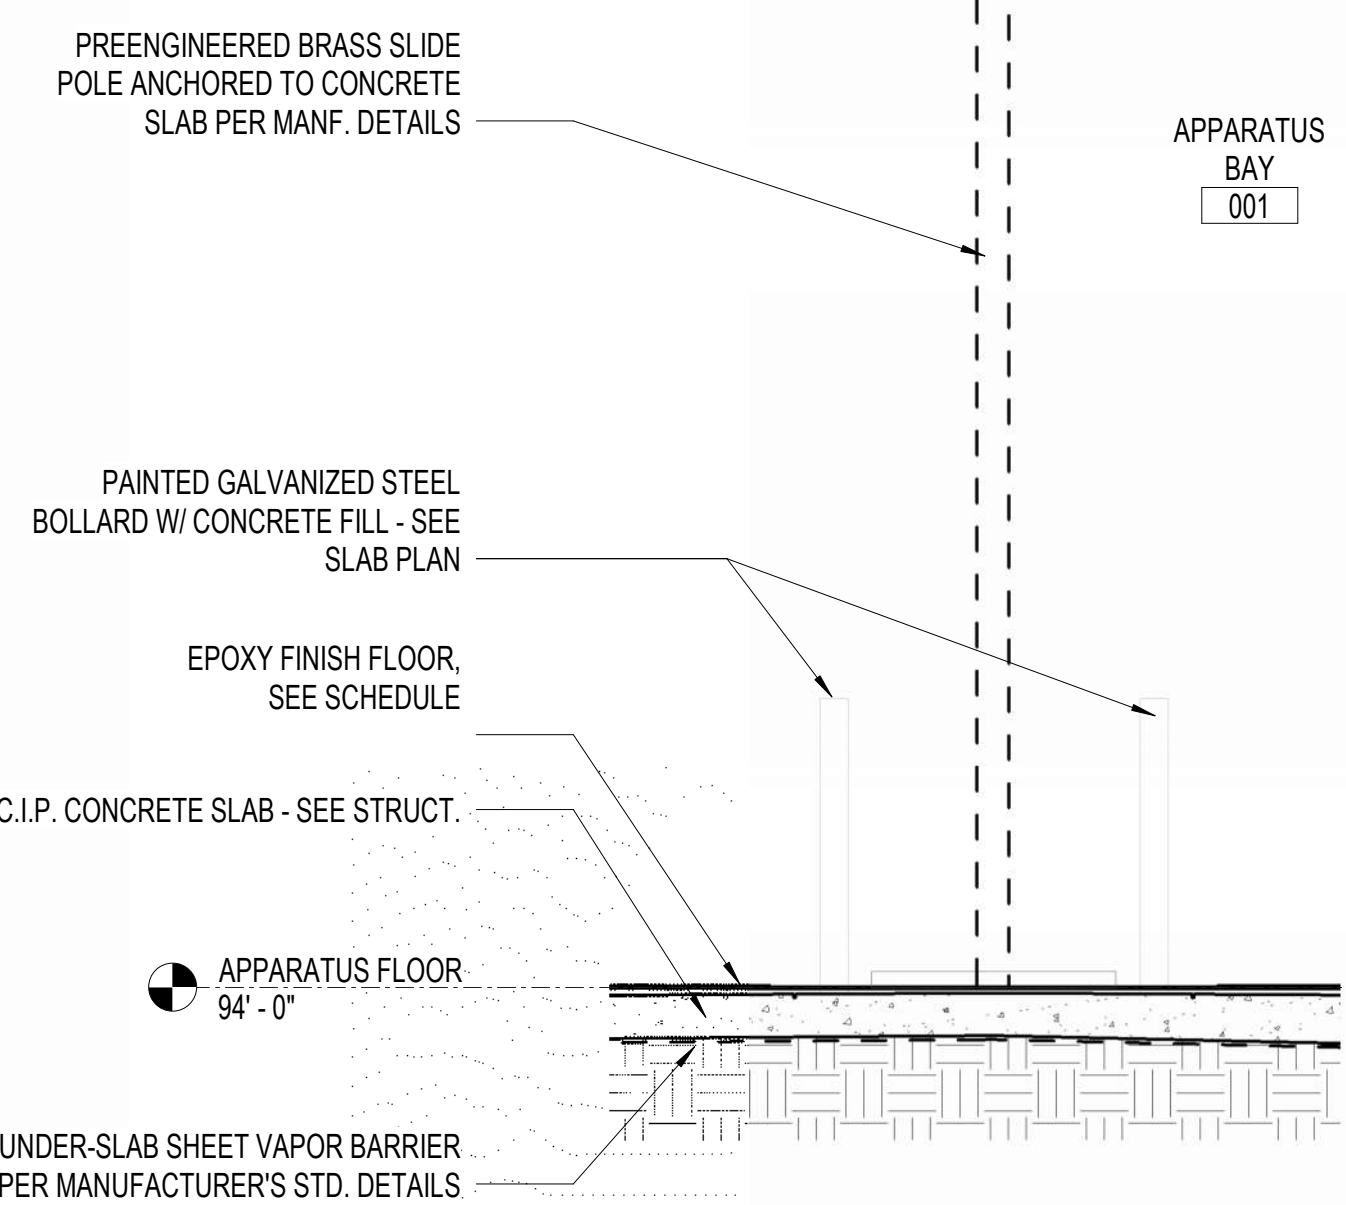 PREENGINEERED BRASS SLIDE
POLE ANCHORED TO CONCRETE
SLAB PER MANF. DETAILS
APPARATUS
BAY
001
PAINTED GALVANIZED STEEL
BOLLARD W/ CONCRETE FILL - SEE
SLAB PLAN
EPOXY FINISH FLOOR,
SEE SCHEDULE
C.I.P. CONCRETE SLAB - SEE STRUCT.
APPARATUS FLOOR
94' - 0"
UNDER-SLAB SHEET VAPOR BARRIER
PER MANUFACTURER'S STD. DETAILS